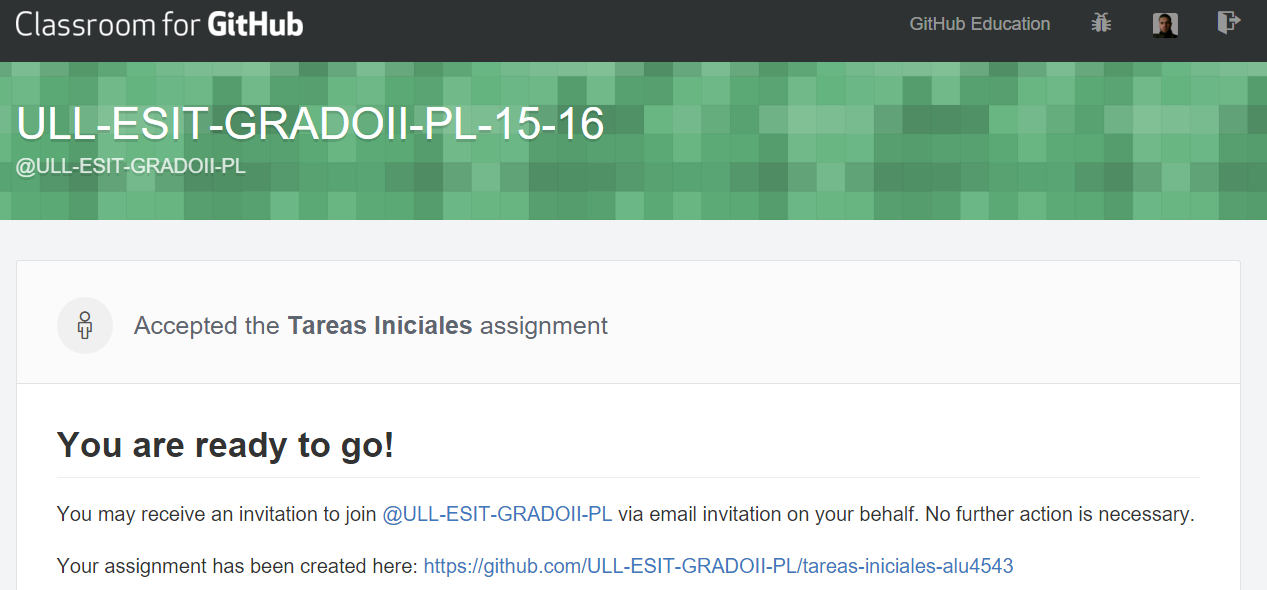 Classroom for GitHub
GitHub Education
ULL-ESIT-GRADOII-PL-15-16
@ULL-ESIT-GRADOII-PL
Accepted the Tareas Iniciales assignment
You are ready to go!
You may receive an invitation to join @ULL-ESIT-GRADOII-PL via email invitation on your behalf. No further action is necessary.
Your assignment has been created here: https://github.com/ULL-ESIT-GRADOII-PL/tareas-iniciales-alu4543